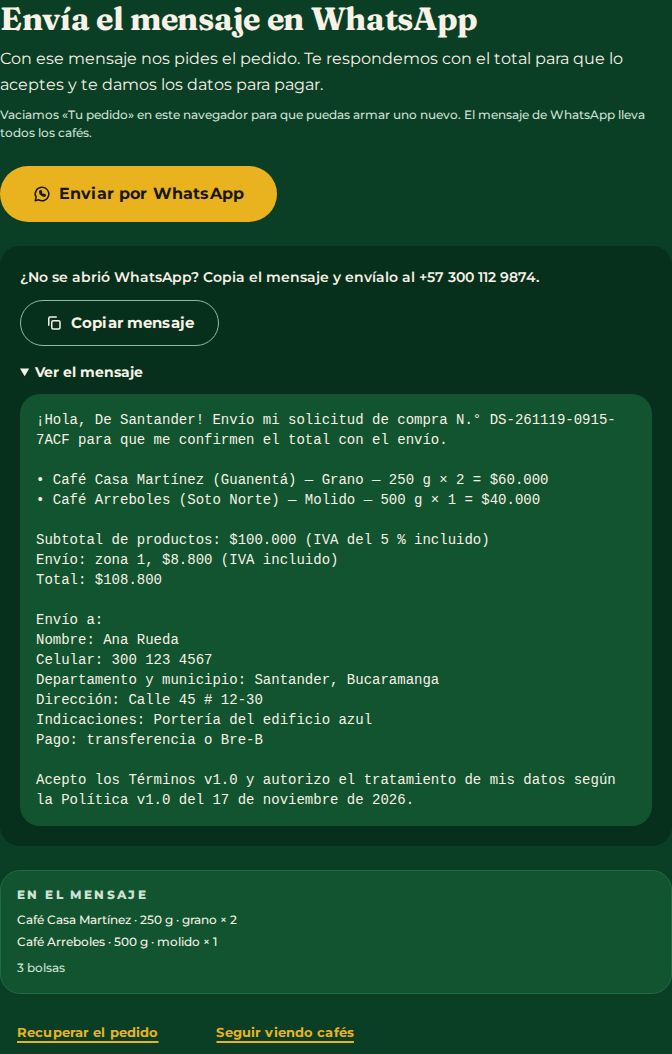 Envía el mensaje en WhatsApp
Con ese mensaje nos pides el pedido. Te respondemos con el total para que lo
aceptes y te damos los datos para pagar.
Vaciamos «Tu pedido» en este navegador para que puedas armar uno nuevo. El mensaje de WhatsApp lleva
todos los cafés.
Enviar por WhatsApp
¿No se abrió WhatsApp? Copia el mensaje y envíalo al +57 300 112 9874.
Copiar mensaje
▼ Ver el mensaje
¡Hola, De Santander! Envío mi solicitud de compra N.° DS-261119-0915-
7ACF para que me confirmen el total con el envío.
• Café Casa Martínez (Guanentá) — Grano — 250 g × 2 = $60.000
• Café Arreboles (Soto Norte) — Molido — 500 g × 1 = $40.000
Subtotal de productos: $100.000 (IVA del 5 % incluido)
Envío: zona 1, $8.800 (IVA incluido)
Total: $108.800
Envío a:
Nombre: Ana Rueda
Celular: 300 123 4567
Departamento y municipio: Santander, Bucaramanga
Dirección: Calle 45 # 12-30
Indicaciones: Portería del edificio azul
Pago: transferencia o Bre-B
Acepto los Términos v1.0 y autorizo el tratamiento de mis datos según
la Política v1.0 del 17 de noviembre de 2026.
EN EL MENSAJE
Café Casa Martínez · 250 g · grano × 2
Café Arreboles · 500 g · molido × 1
3 bolsas
Recuperar el pedido
Seguir viendo cafés